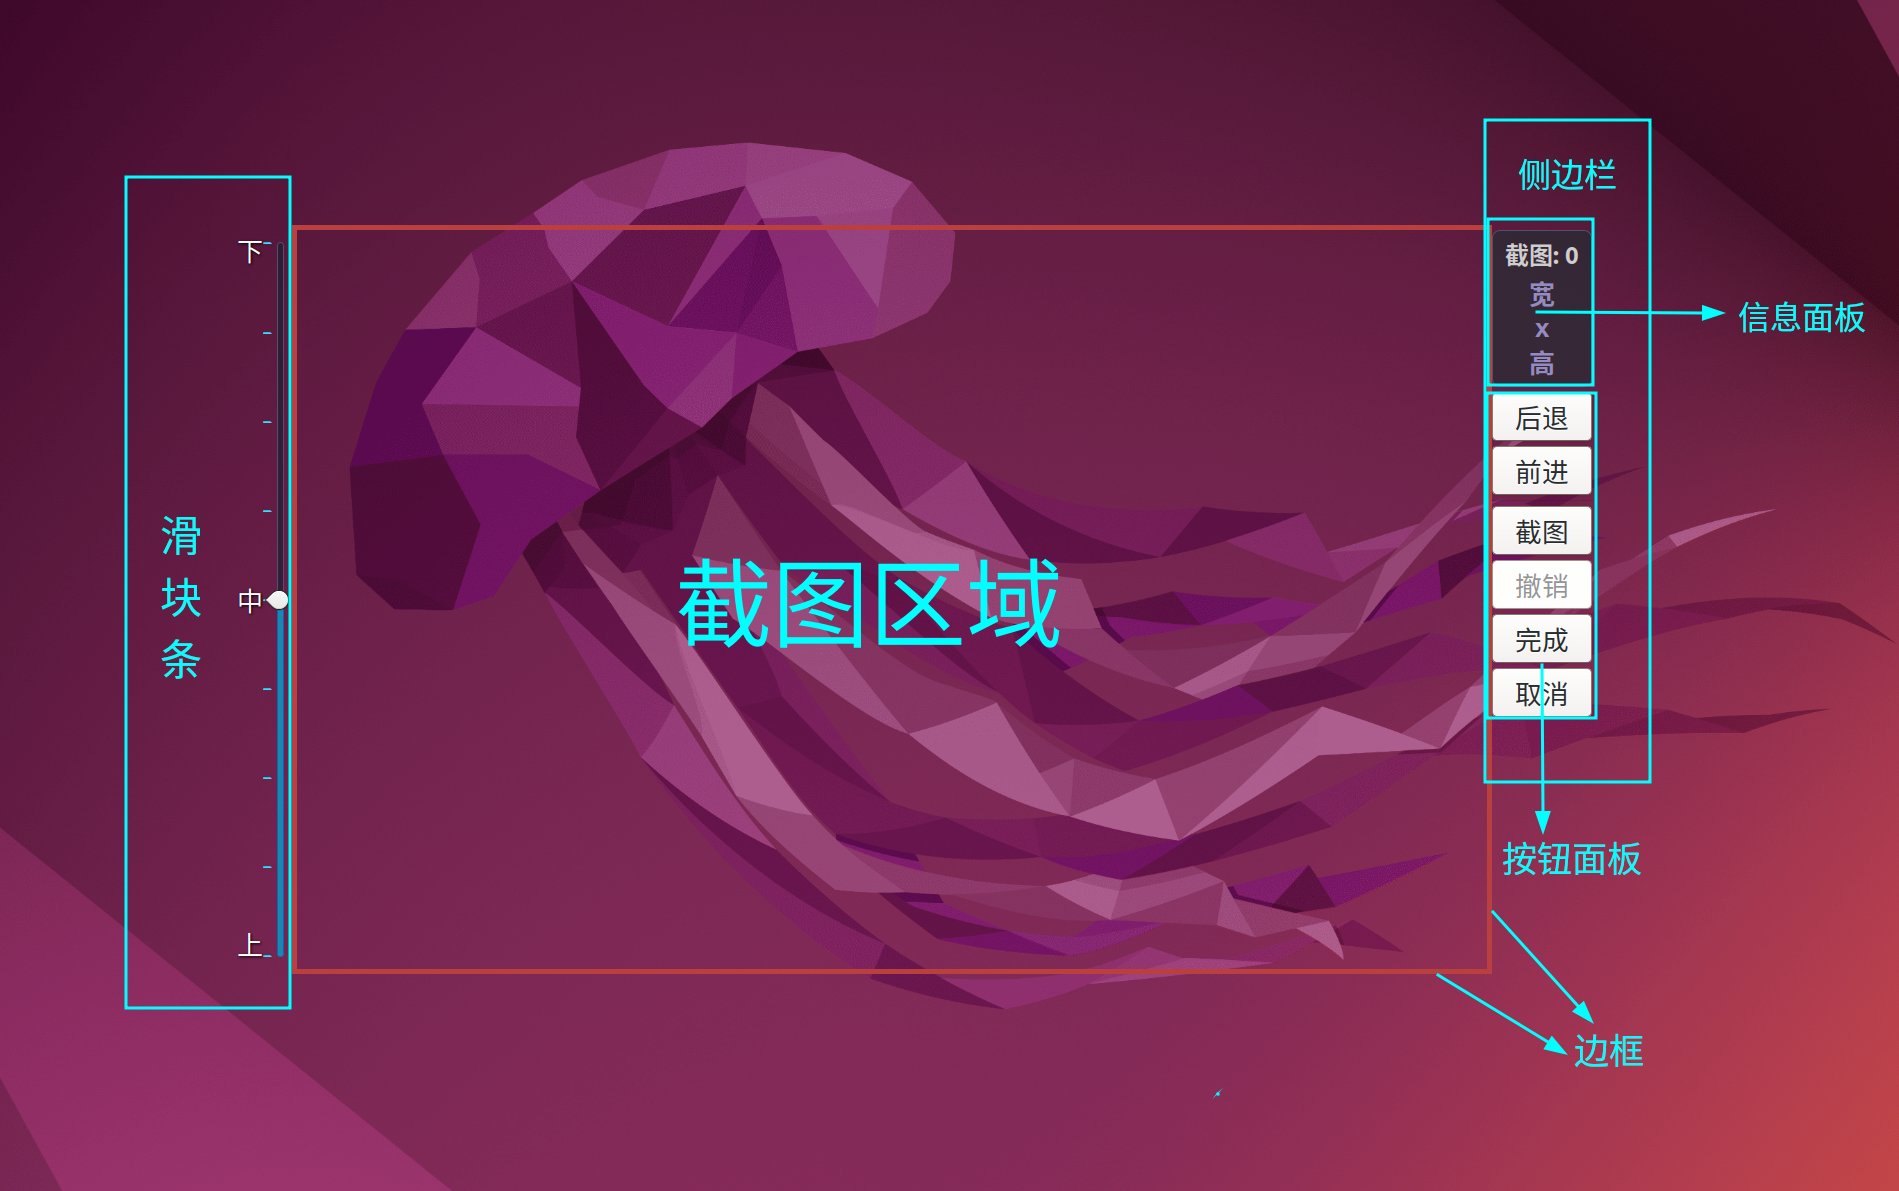 侧边栏
下
截图: 0
宽
x
高
信息面板
后退
前进
截图
撤销
完成
取消
滑
块
条
中
截图区域
按钮面板
上
边框